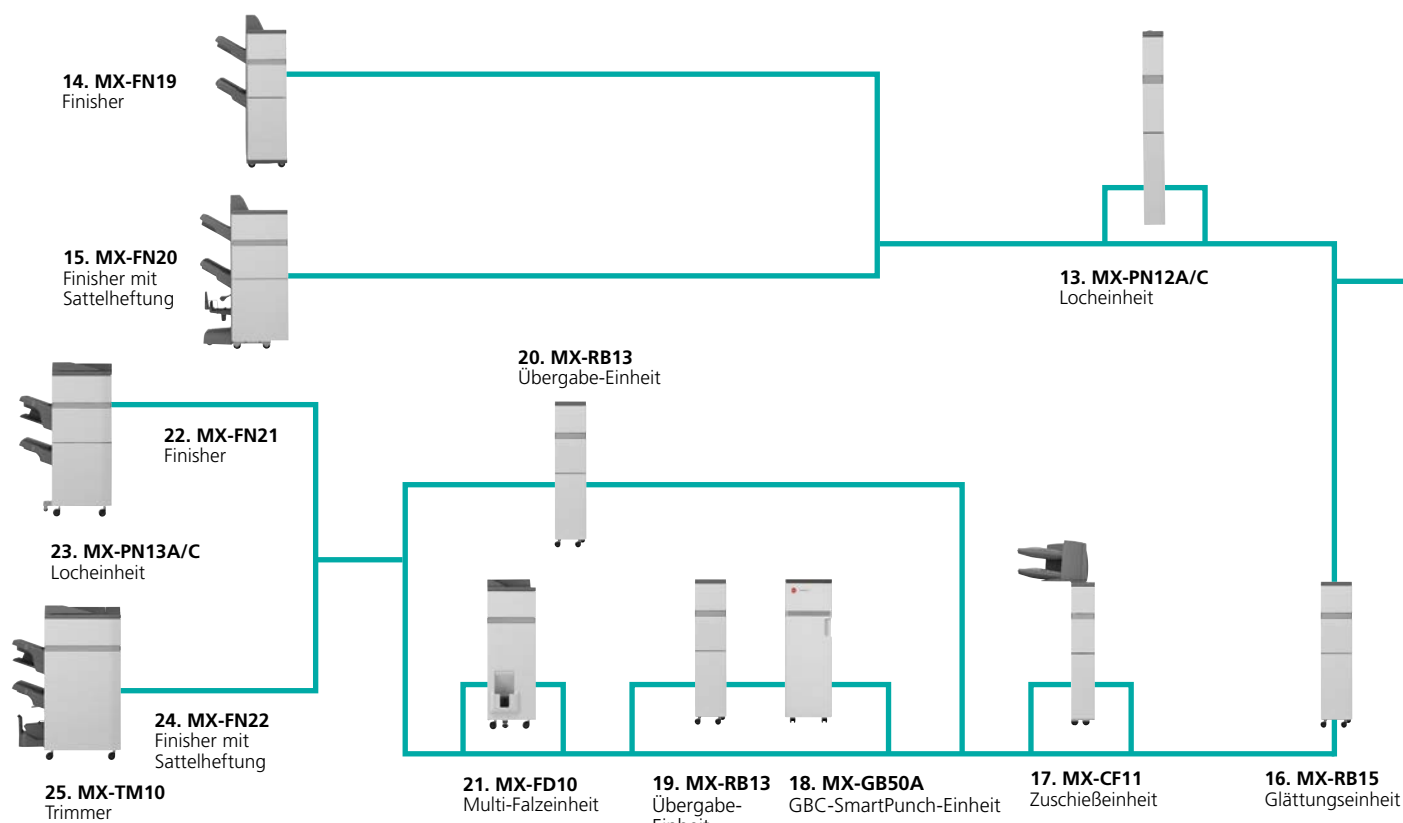 14. MX-FN19
Finisher
15. MX-FN20
Finisher mit
Sattelheftung
13. MX-PN12A/C
Locheinheit
20. MX-RB13
Übergabe-Einheit
22. MX-FN21
Finisher
23. MX-PN13A/C
Locheinheit
24. MX-FN22
Finisher mit
Sattelheftung
25. MX-TM10
Trimmer
21. MX-FD10
Multi-Falzeinheit
19. MX-RB13
Übergabe-
Einheit
18. MX-GB50A
GBC-SmartPunch-Einheit
17. MX-CF11
Zuschießeinheit
16. MX-RB15
Glättungseinheit